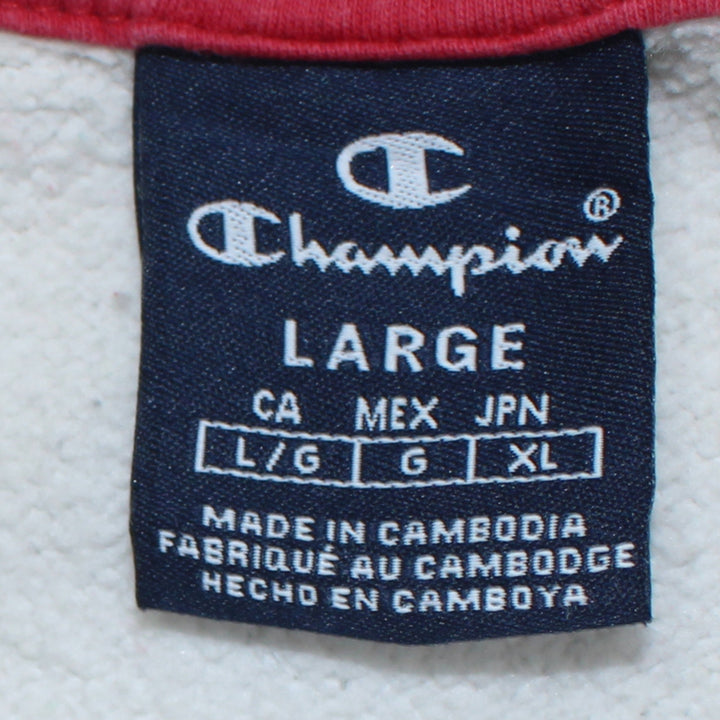 Champion®
LARGE
CA MEX JPN
L/G G XL
MADE IN CAMBODIA
FABRIQUÉ AU CAMBODGE
HECHO EN CAMBOYA